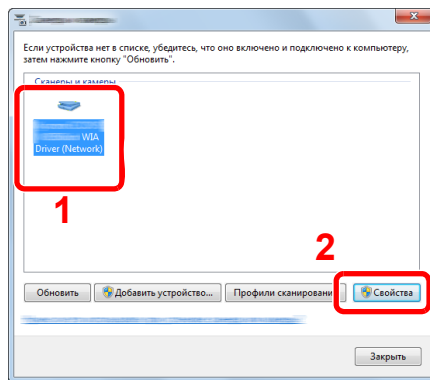 Если устройства нет в списке, убедитесь, что оно включено и подключено к компьютеру,
затем нажмите кнопку "Обновить".
Сканеры и камеры
WIA
Driver (Network)
1
2
Обновить
Добавить устройство...
Профили сканирования
Свойства
Закрыть